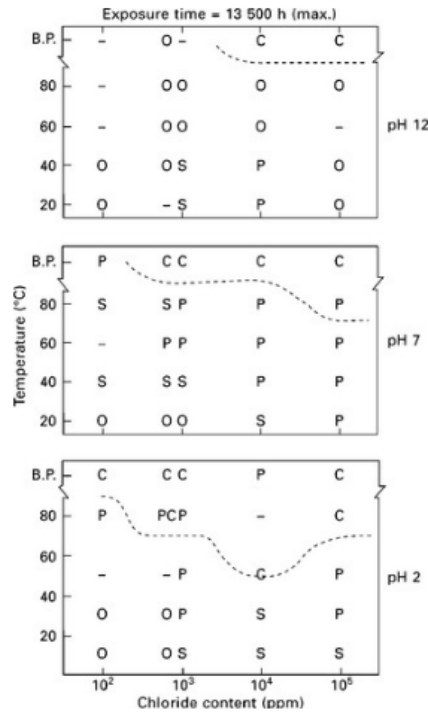 Exposure time = 13 500 h (max.)
B.P. – O – C C
80 – O O O O
60 – O O O –
40 O O S P O
20 O – S P O
pH 12
B.P. P C C C C
80 S S P P P
60 – P P P P
40 S S S P P
20 O O O S P
pH 7
Temperature (°C)
B.P. C C C P C
80 P PCP – C
60 – – P C P
40 O O P S P
20 O O S S S
pH 2
10² 10³ 10⁴ 10⁵
Chloride content (ppm)